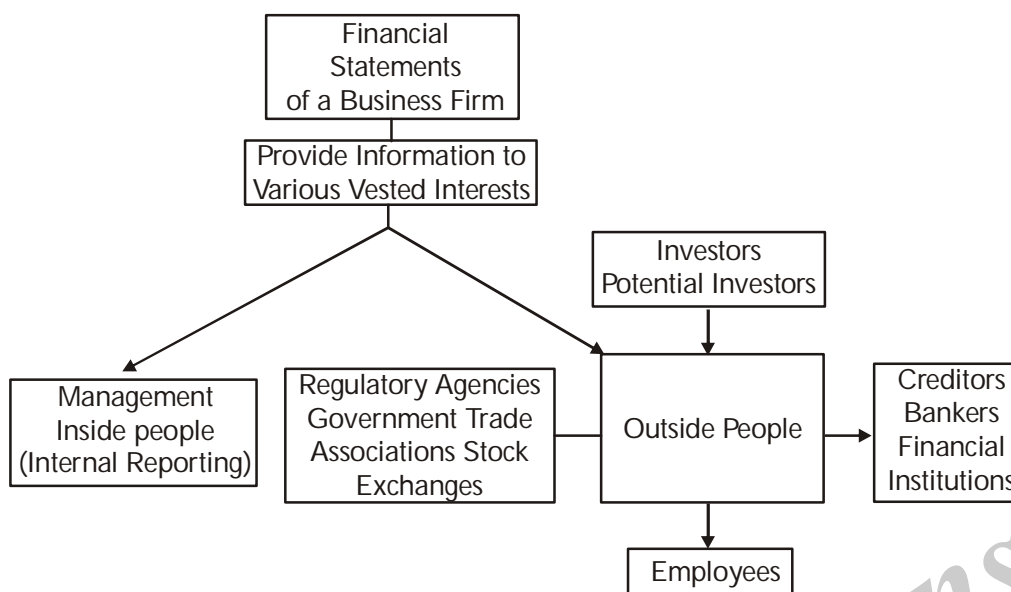 Financial
Statements
of a Business Firm
Provide Information to
Various Vested Interests
Investors
Potential Investors
Management
Inside people
(Internal Reporting)
Regulatory Agencies
Government Trade
Associations Stock
Exchanges
Outside People
Creditors
Bankers
Financial
Institutions
Employees